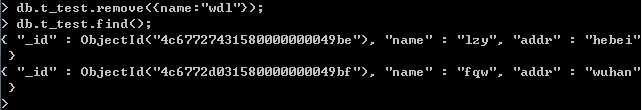 > db.t_test.remove({name:"wdl"});
> db.t_test.find();
{ "_id" : ObjectId("4c67727431580000000049be"), "name" : "lzy", "addr" : "hebei"
 }
{ "_id" : ObjectId("4c6772d031580000000049bf"), "name" : "fqw", "addr" : "wuhan"
 }
>